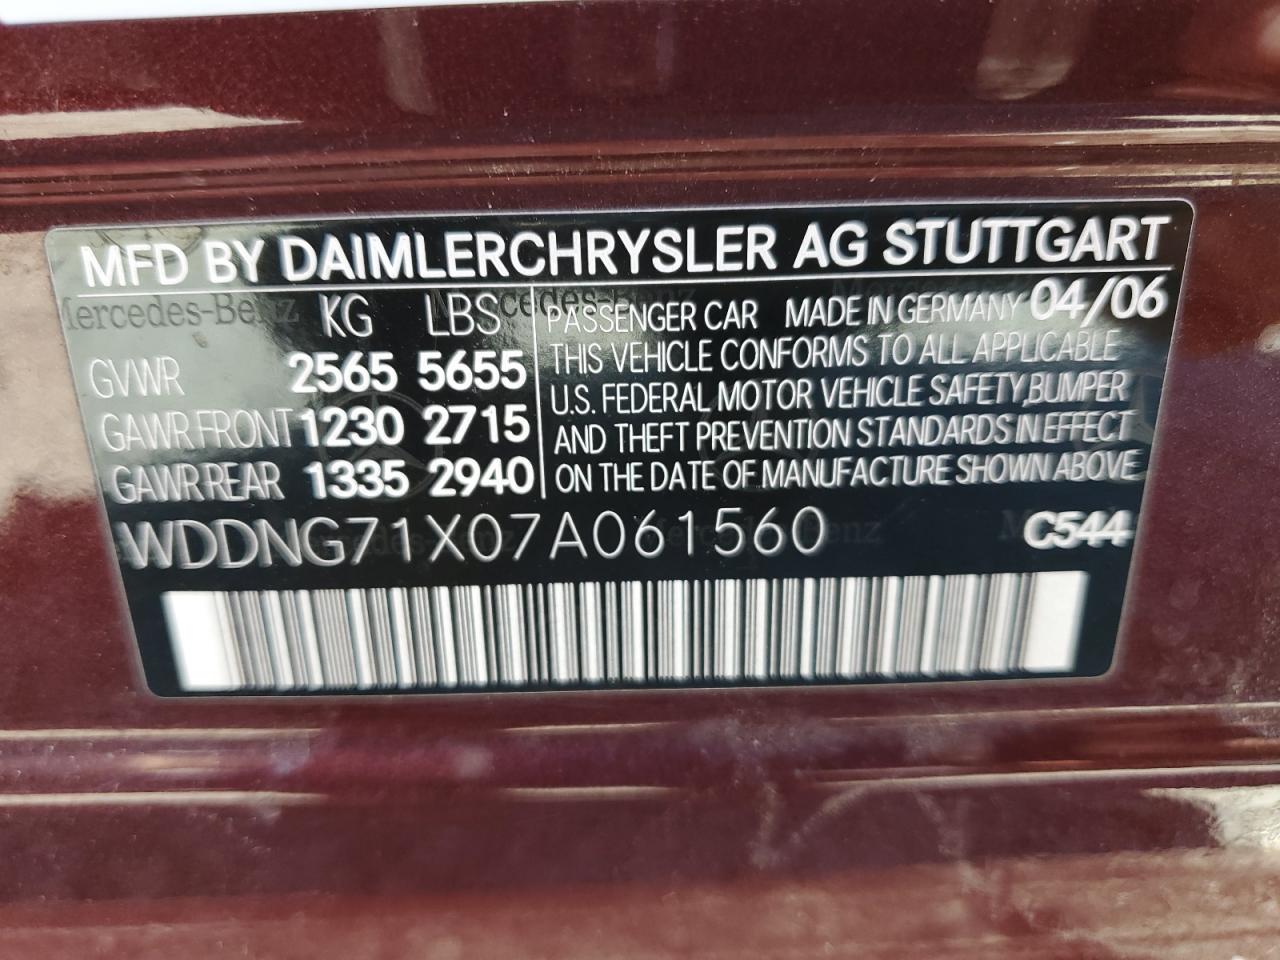 MFD BY DAIMLERCHRYSLER AG STUTTGART
Mercedes-Benz
KG LBS
GVWR 2565 5655
GAWR FRONT 1230 2715
GAWR REAR 1335 2940
PASSENGER CAR MADE IN GERMANY 04/06
THIS VEHICLE CONFORMS TO ALL APPLICABLE
U.S. FEDERAL MOTOR VEHICLE SAFETY,BUMPER
AND THEFT PREVENTION STANDARDS IN EFFECT
ON THE DATE OF MANUFACTURE SHOWN ABOVE
WDDNG71X07A061560 C544